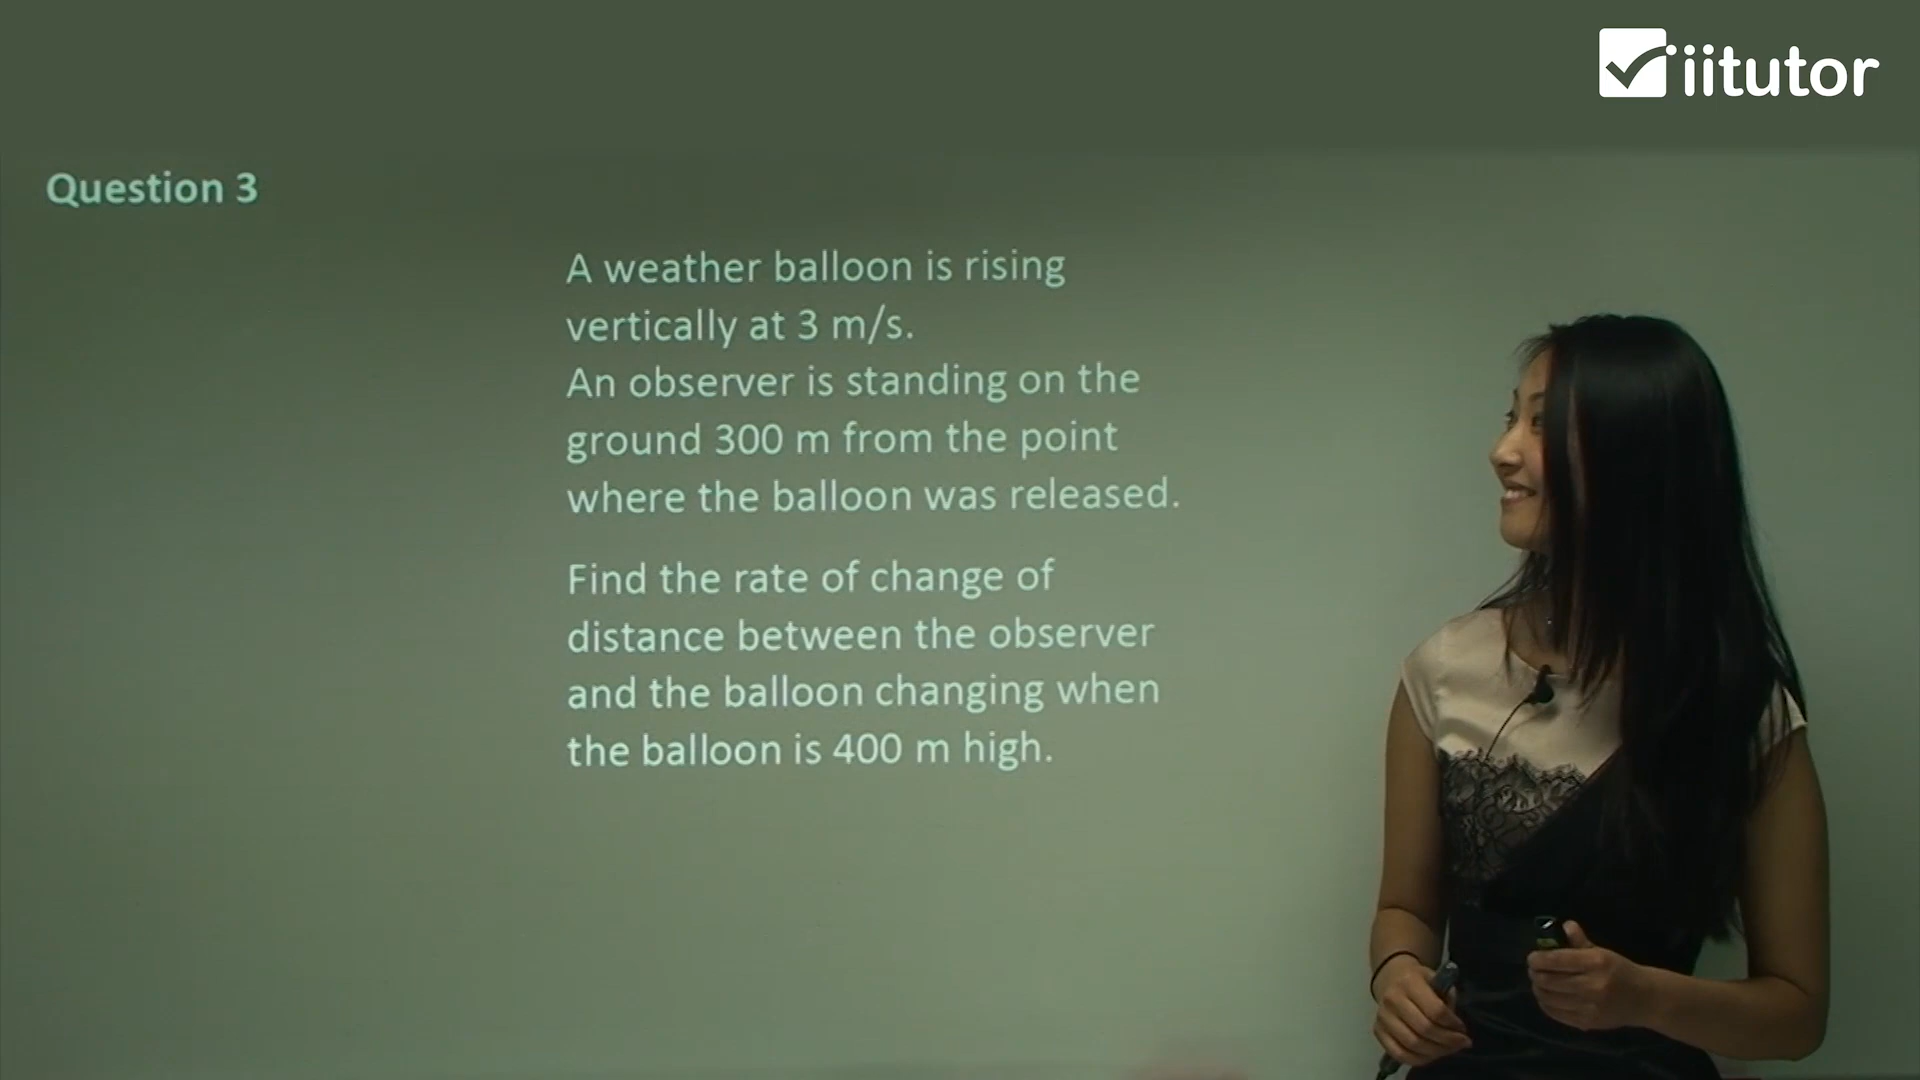 iitutor
Question 3
A weather balloon is rising
vertically at 3 m/s.
An observer is standing on the
ground 300 m from the point
where the balloon was released.
Find the rate of change of
distance between the observer
and the balloon changing when
the balloon is 400 m high.